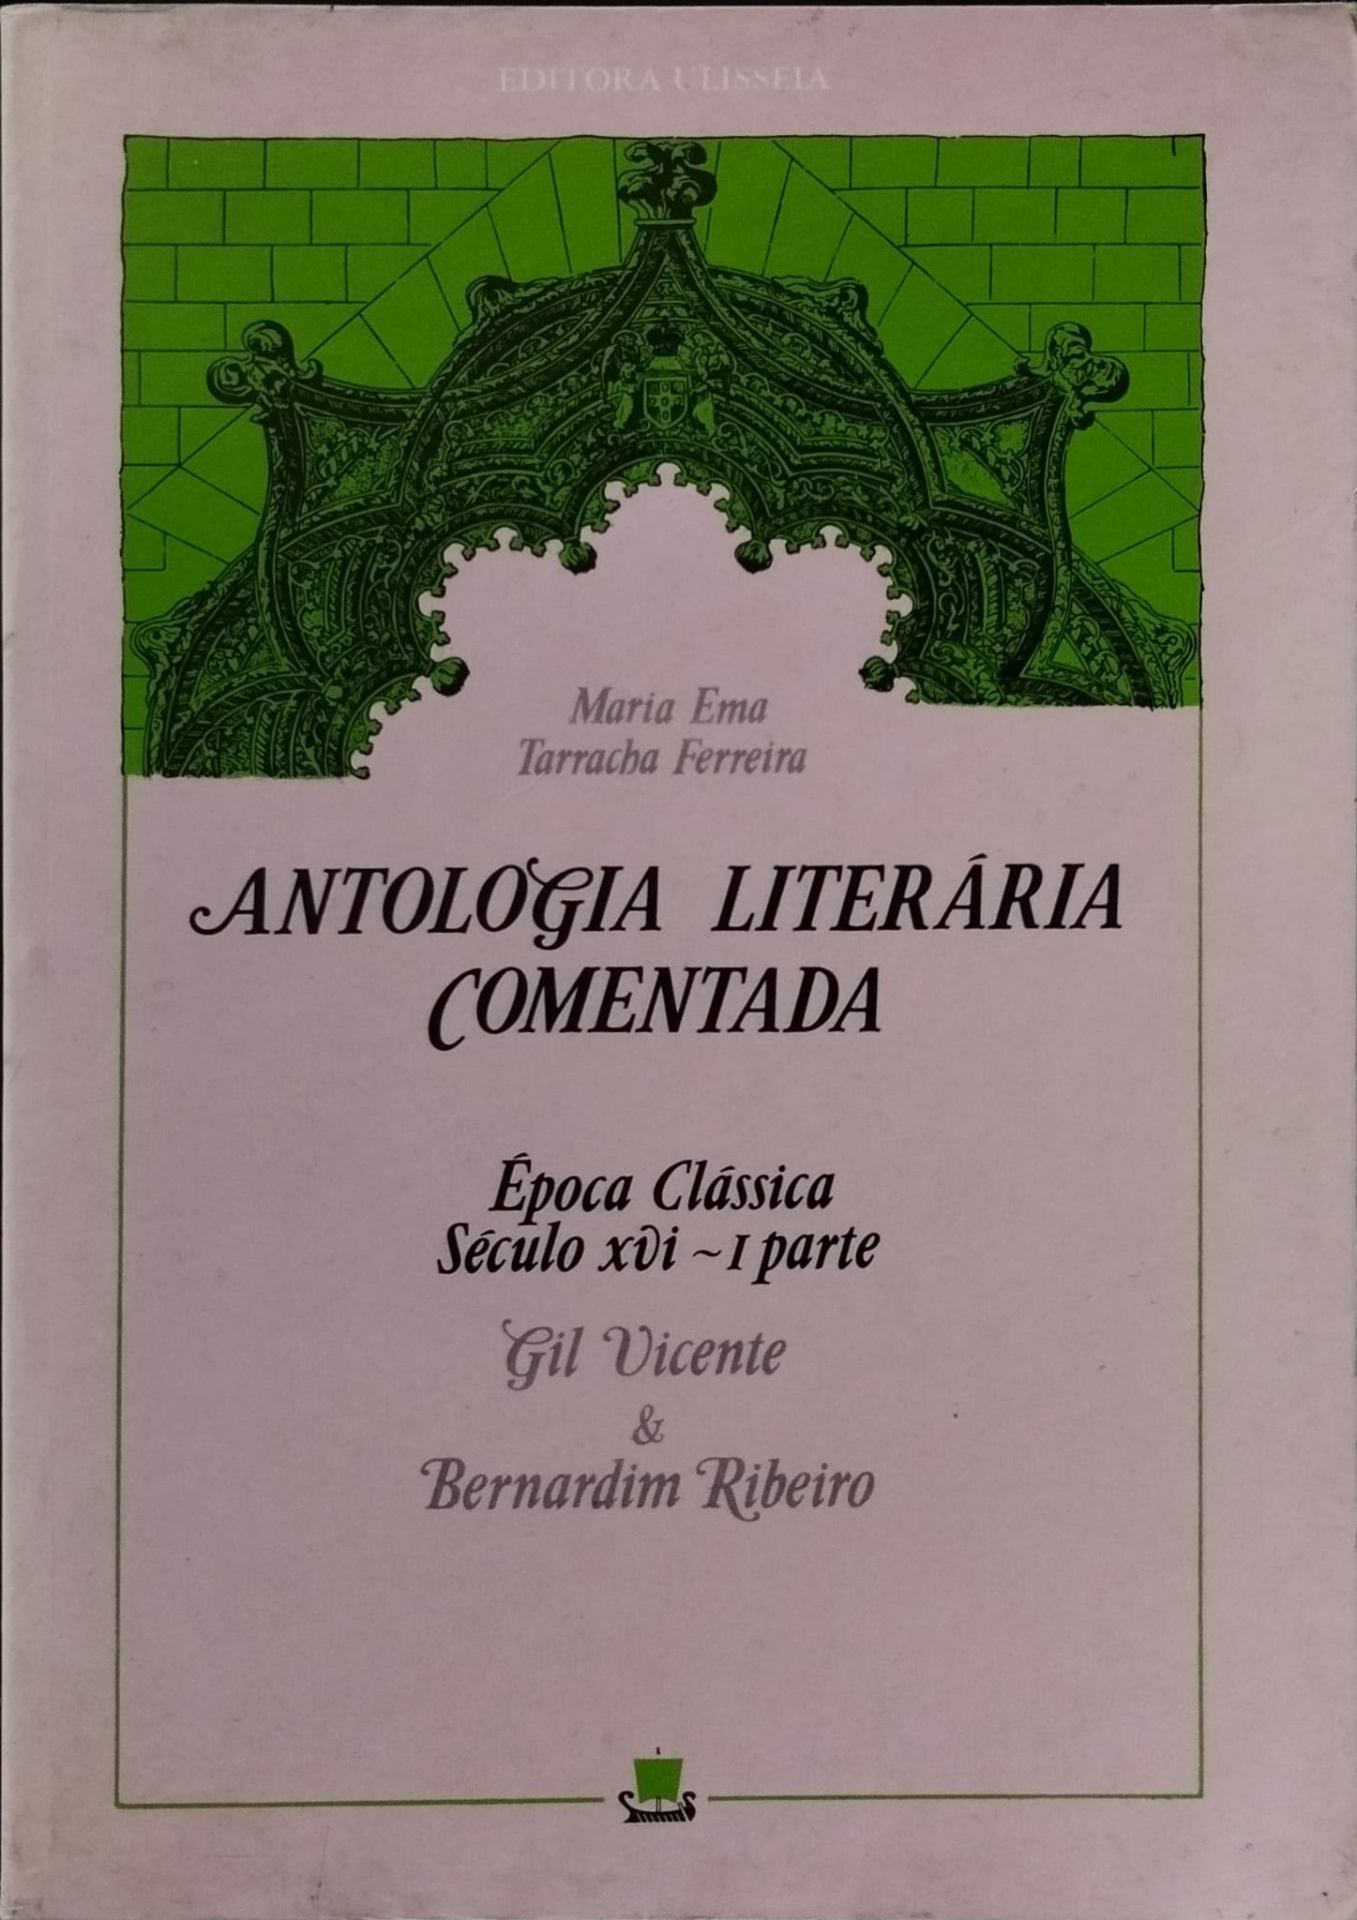 EDITORA ULISSEIA
Maria Ema
Tarracha Ferreira
ANTOLOGIA LITERÁRIA
COMENTADA
Época Clássica
Século XVI ~ I parte
Gil Vicente
&
Bernardim Ribeiro